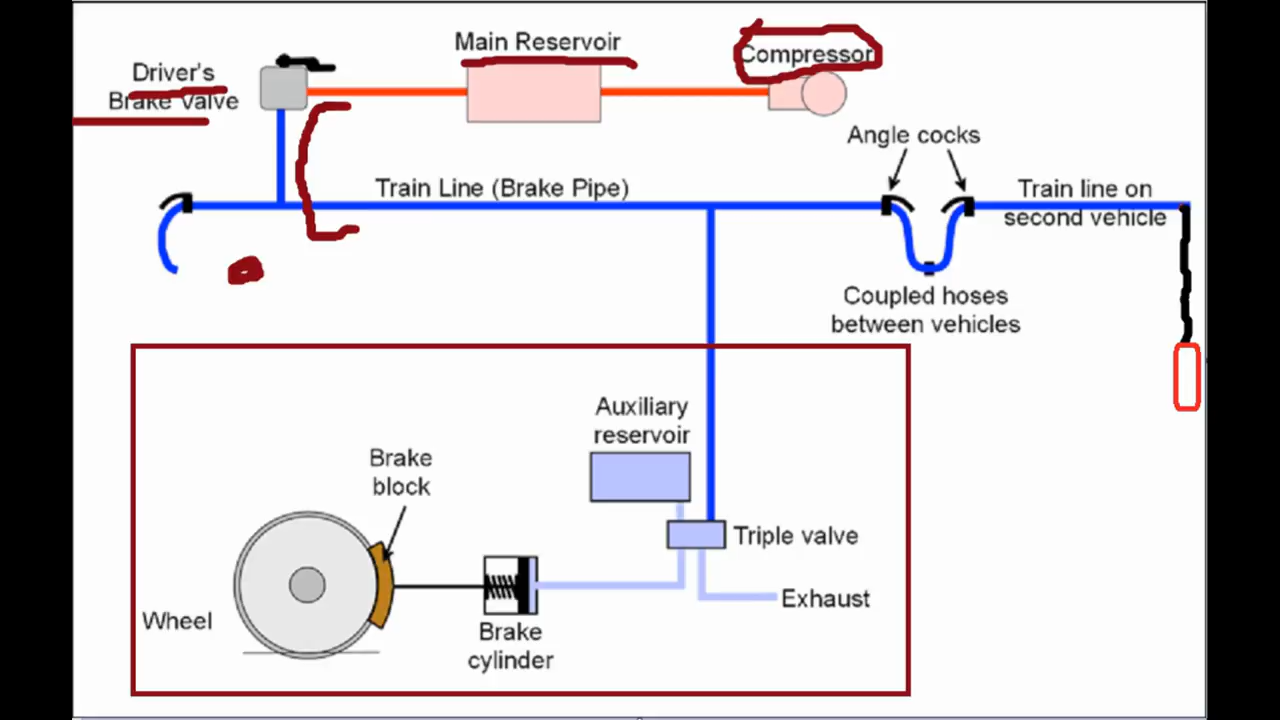 Main Reservoir
Compressor
Driver's
Brake Valve
Angle cocks
Train Line (Brake Pipe)
Train line on
second vehicle
Coupled hoses
between vehicles
Auxiliary
reservoir
Brake
block
Triple valve
Exhaust
Wheel
Brake
cylinder